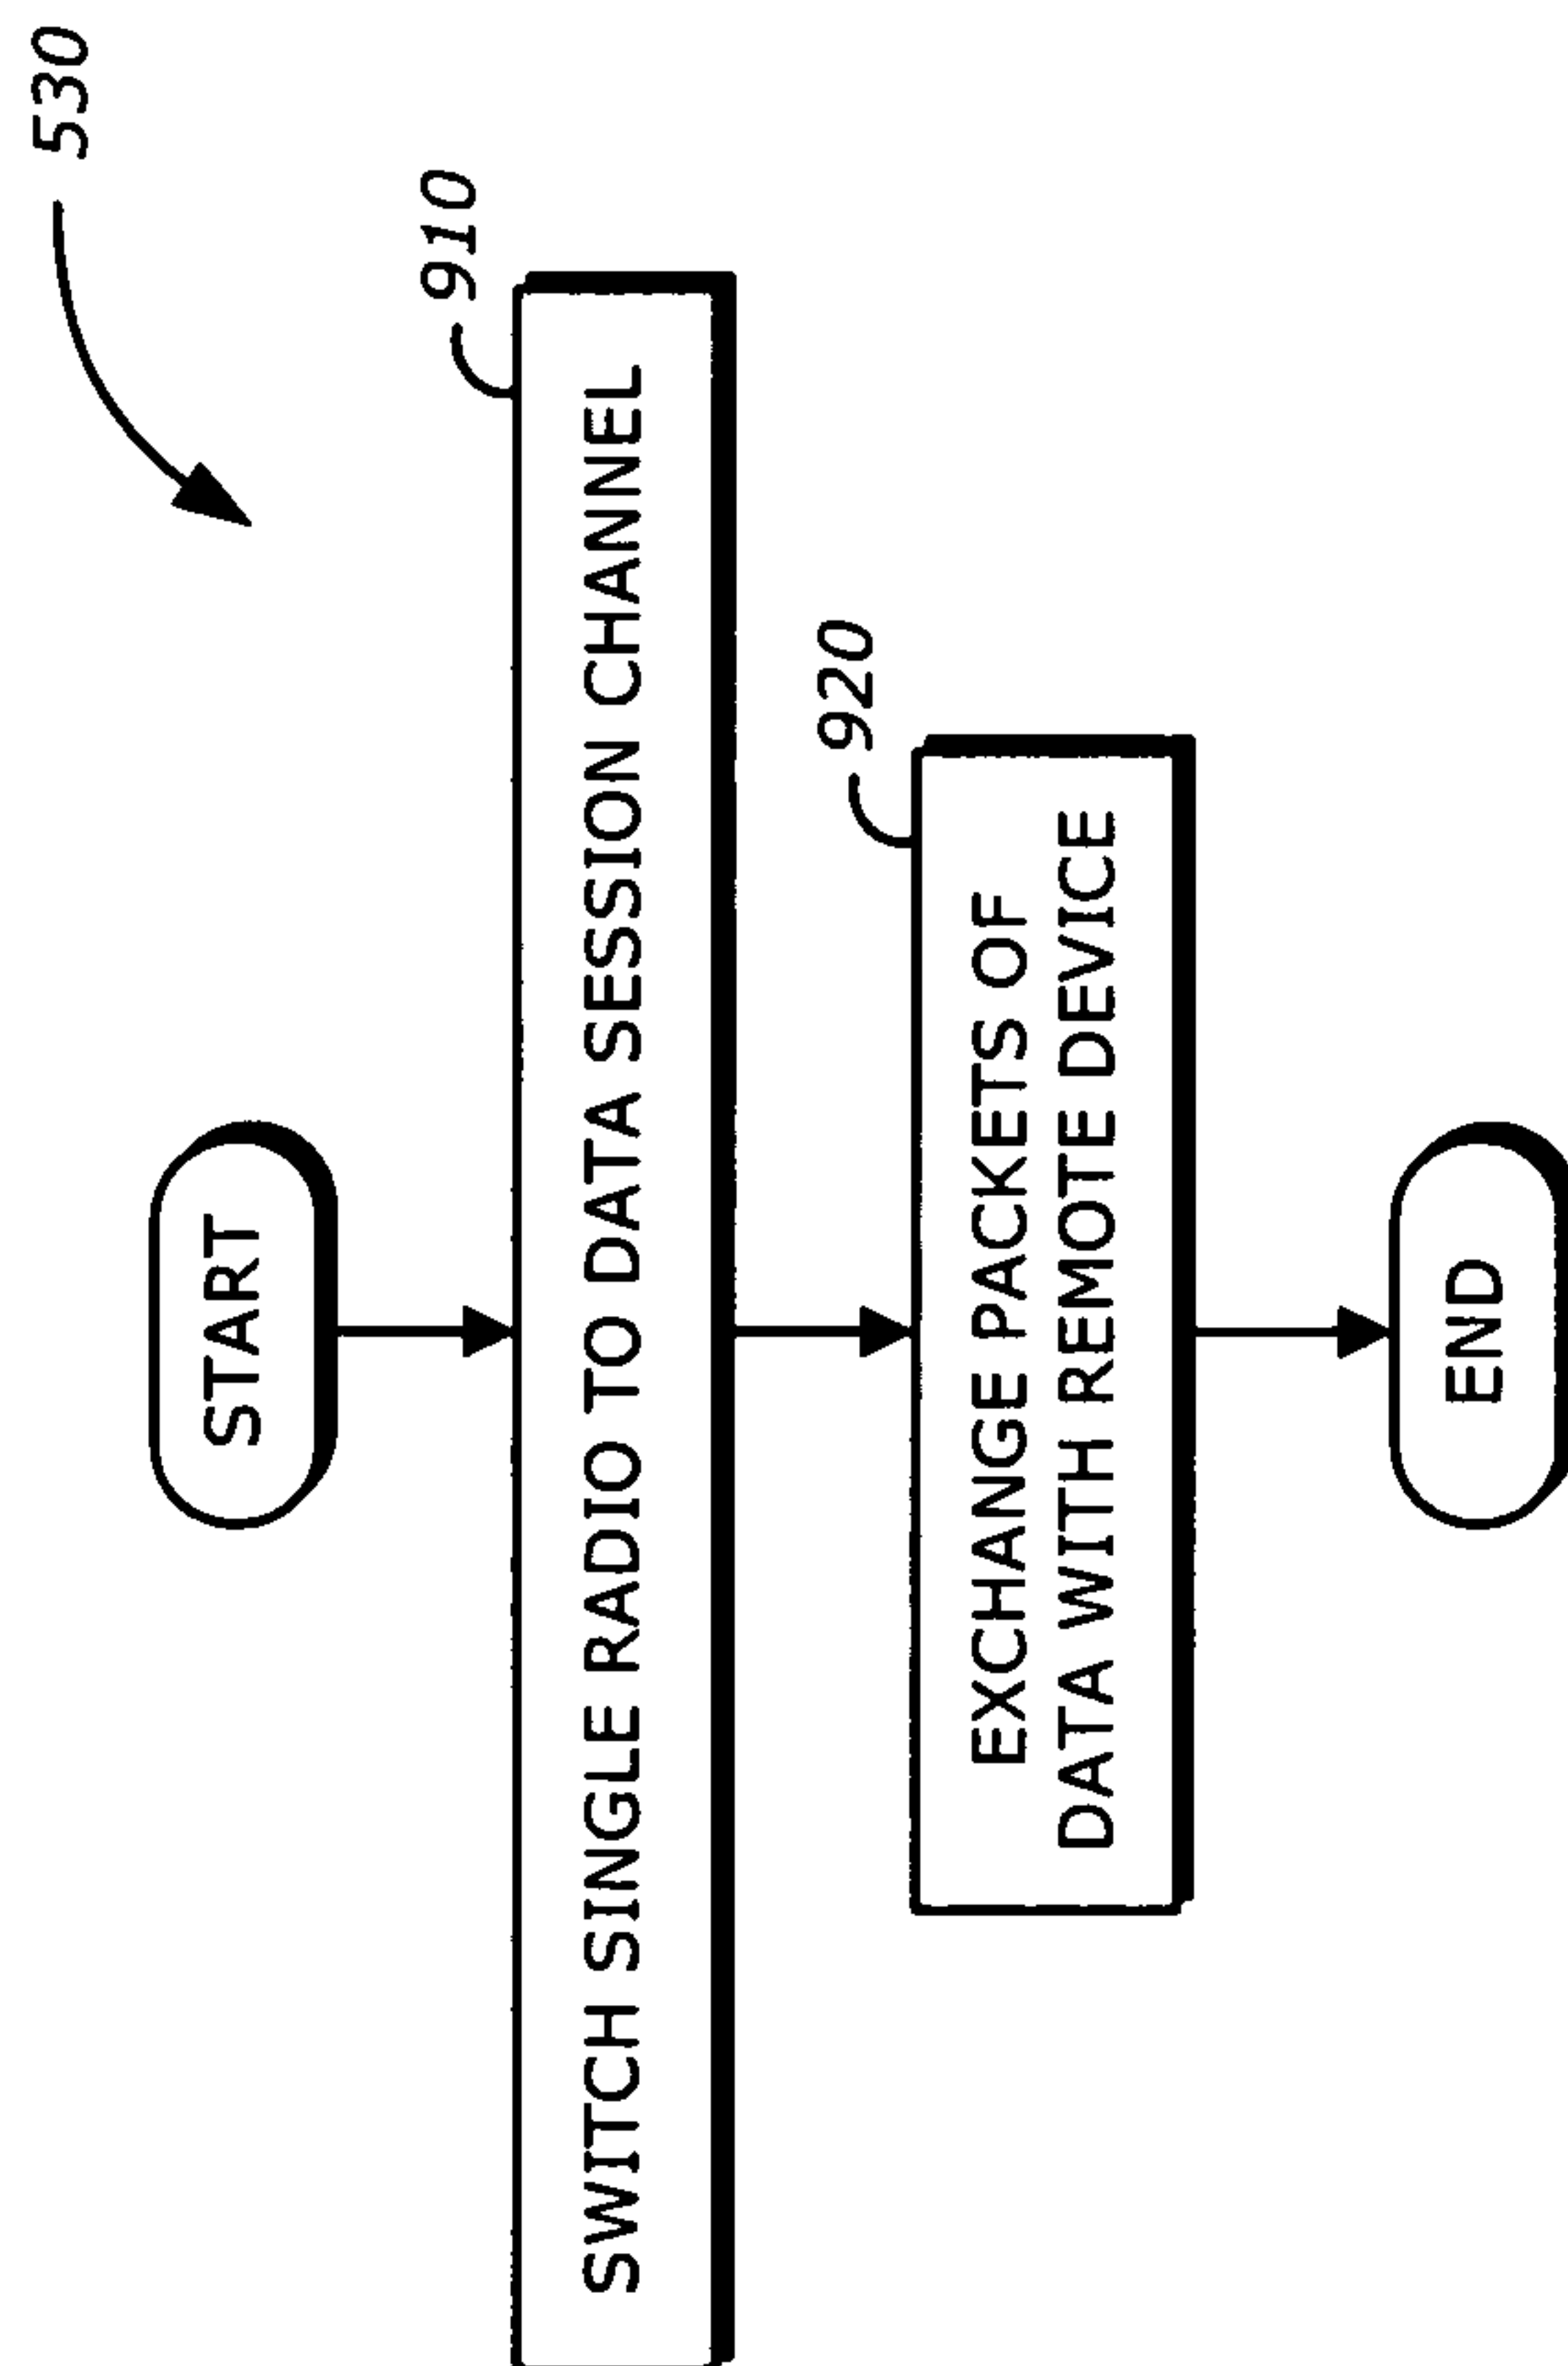 530
START
910
SWITCH SINGLE RADIO TO DATA SESSION CHANNEL
920
EXCHANGE PACKETS OF
DATA WITH REMOTE DEVICE
END